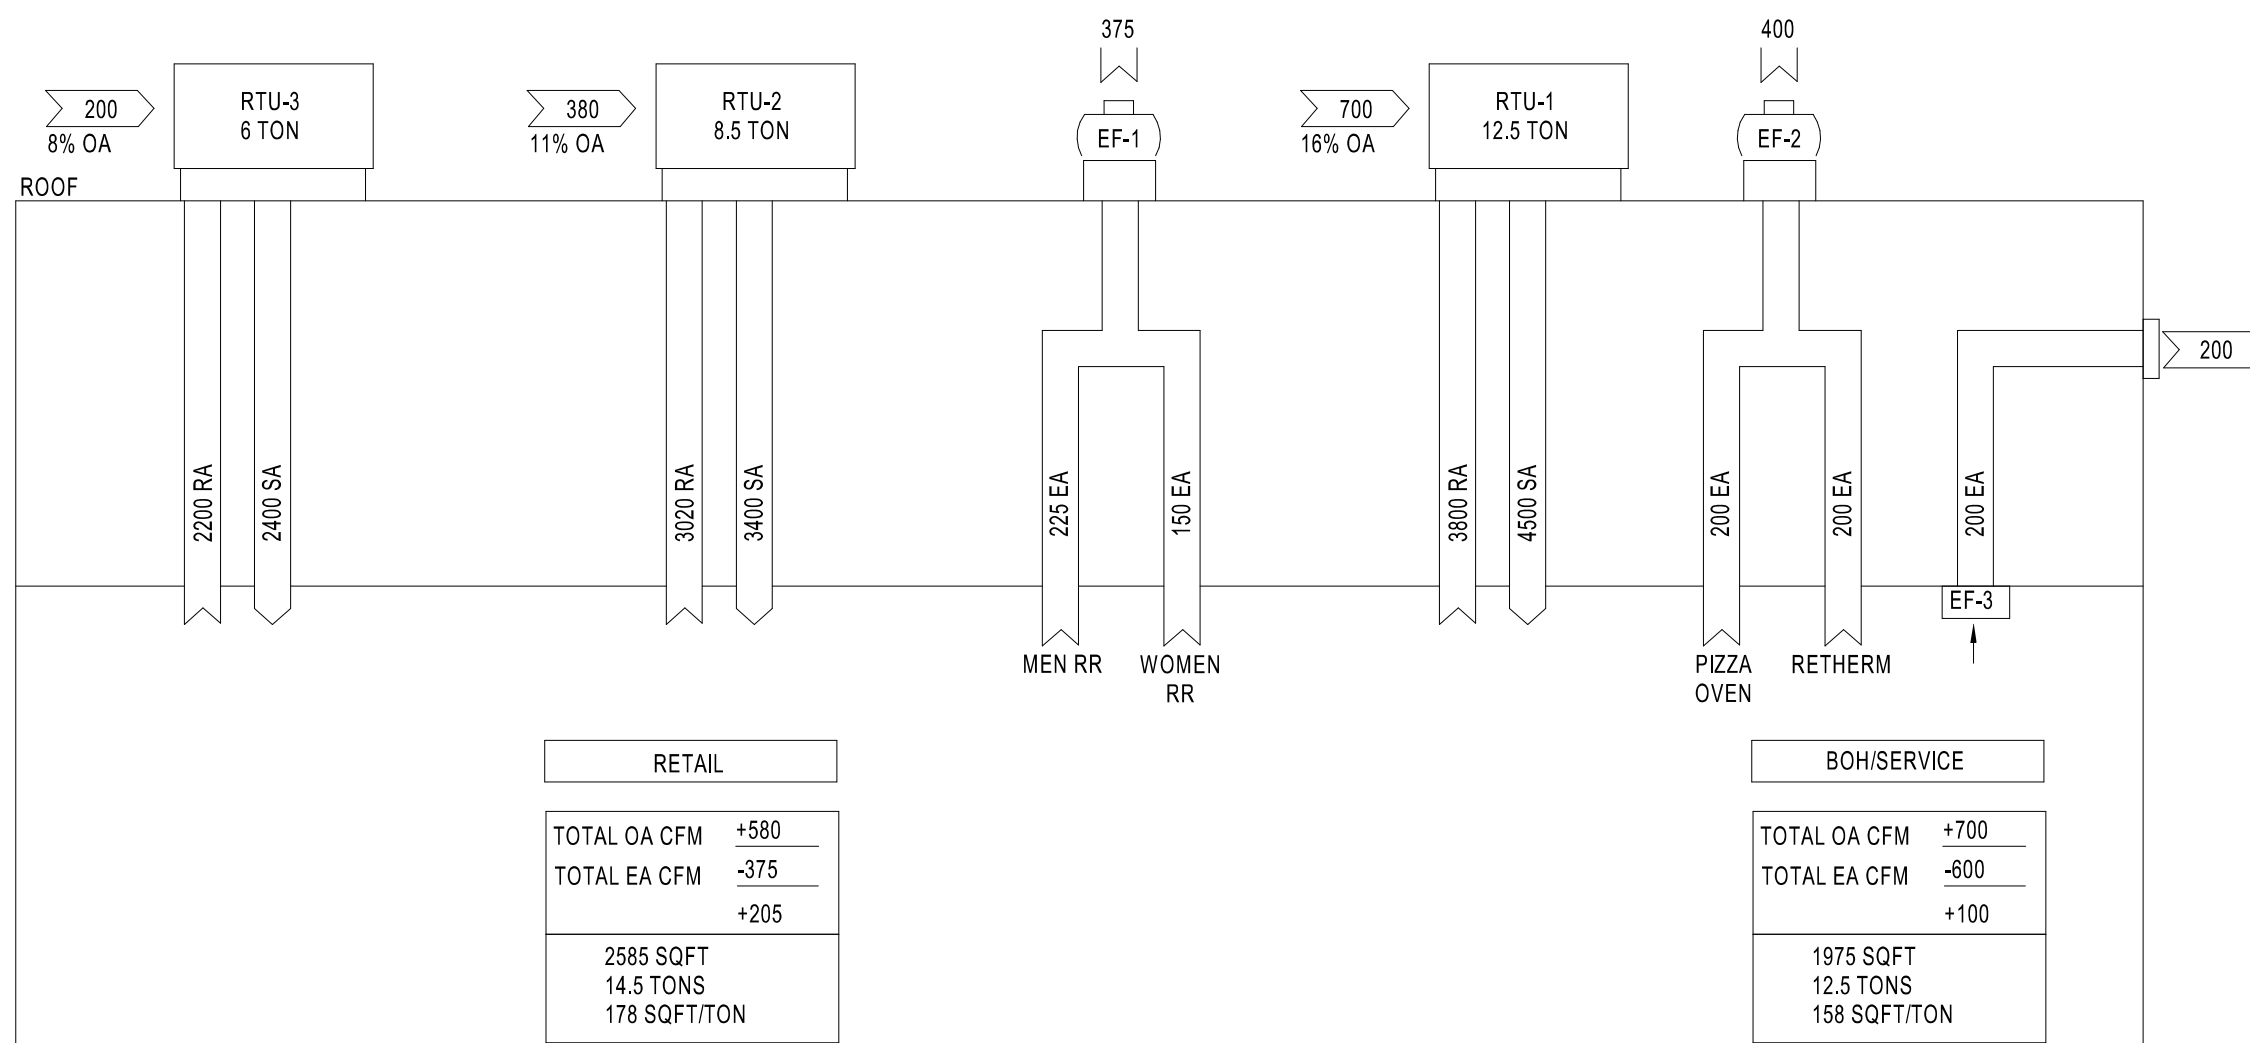 375
400
RTU-3
6 TON
200
8% OA
RTU-2
8.5 TON
380
11% OA
EF-1
RTU-1
12.5 TON
700
16% OA
EF-2
ROOF
200
2200 RA
2400 SA
3020 RA
3400 SA
225 EA
150 EA
3800 RA
4500 SA
200 EA
200 EA
200 EA
EF-3
MEN RR
WOMEN
RR
PIZZA
OVEN
RETHERM
RETAIL
TOTAL OA CFM +580
TOTAL EA CFM -375
+205
2585 SQFT
14.5 TONS
178 SQFT/TON
BOH/SERVICE
TOTAL OA CFM +700
TOTAL EA CFM -600
+100
1975 SQFT
12.5 TONS
158 SQFT/TON